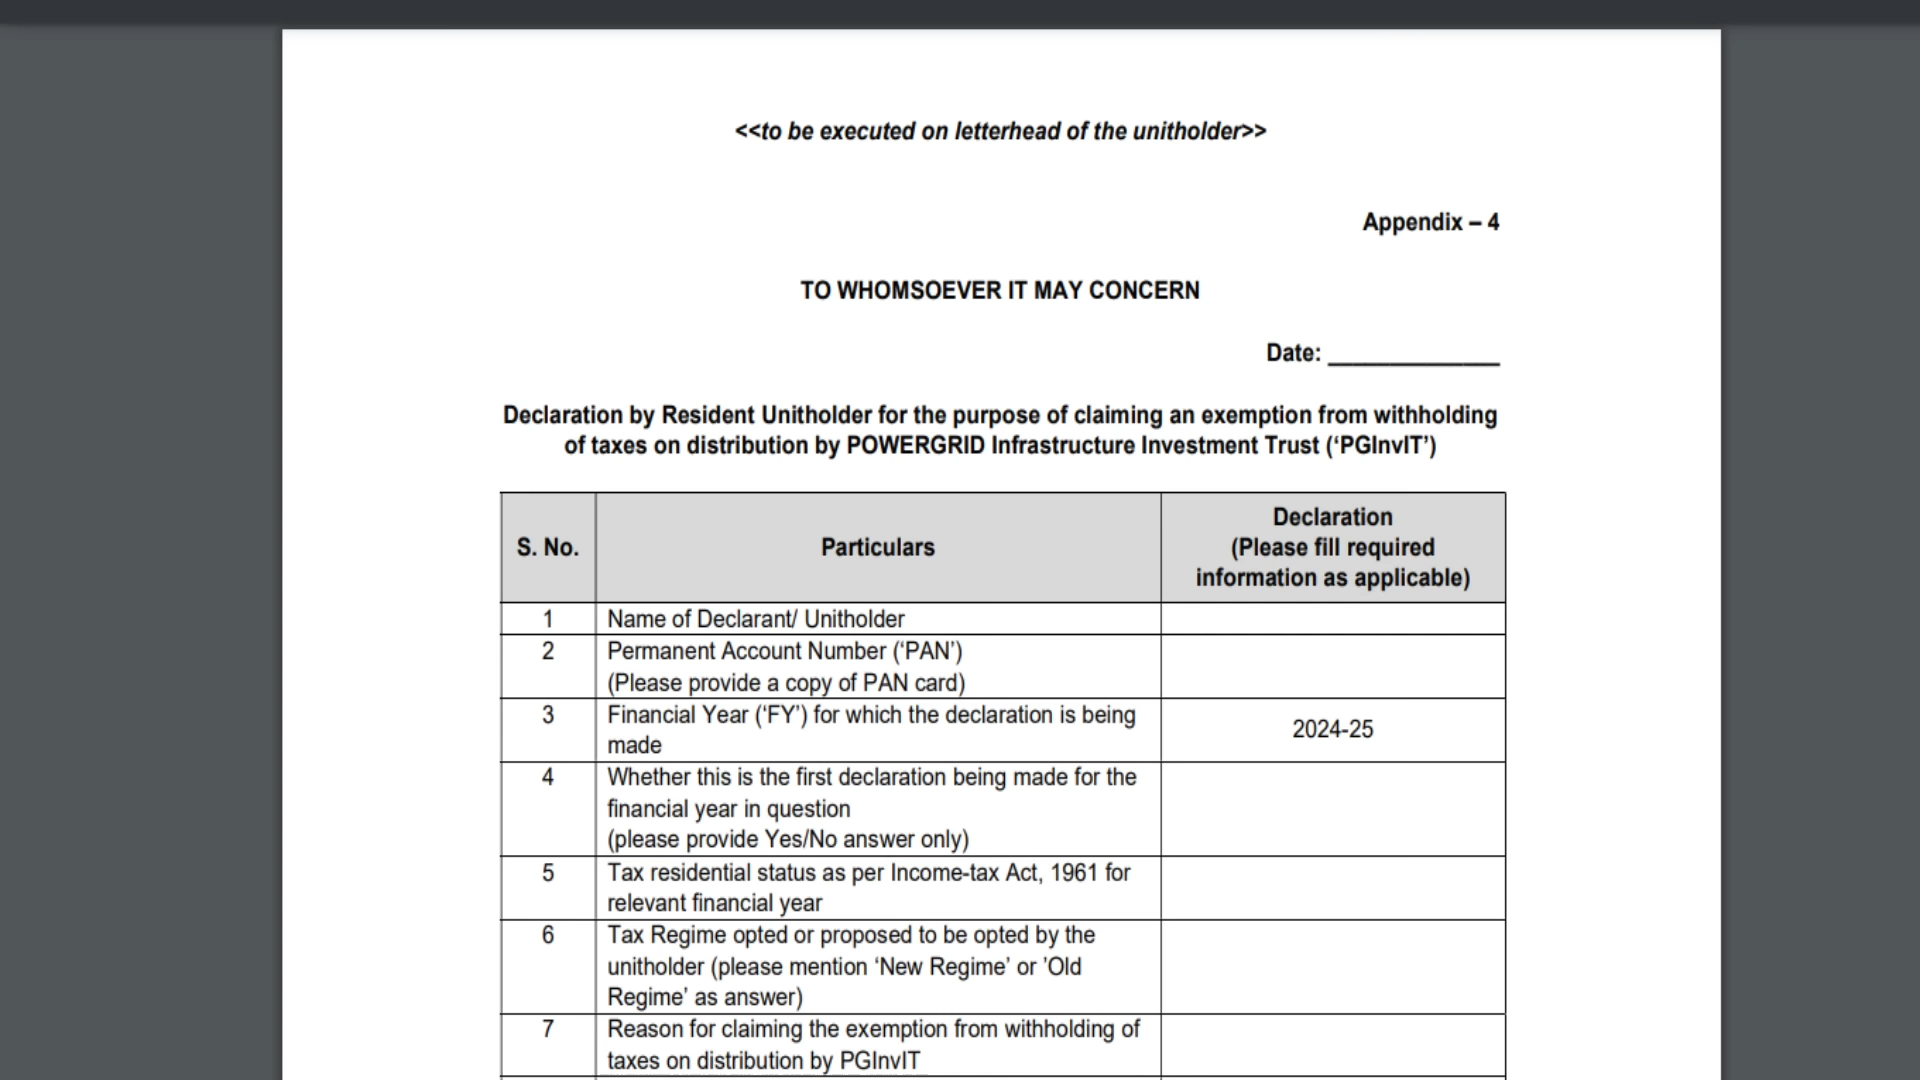 <<to be executed on letterhead of the unitholder>>
Appendix – 4
TO WHOMSOEVER IT MAY CONCERN
Date: ______________
Declaration by Resident Unitholder for the purpose of claiming an exemption from withholding
of taxes on distribution by POWERGRID Infrastructure Investment Trust (‘PGInvIT’)
S. No.
Particulars
Declaration
(Please fill required
information as applicable)
1
Name of Declarant/ Unitholder
2
Permanent Account Number (‘PAN’)
(Please provide a copy of PAN card)
3
Financial Year (‘FY’) for which the declaration is being
made
2024-25
4
Whether this is the first declaration being made for the
financial year in question
(please provide Yes/No answer only)
5
Tax residential status as per Income-tax Act, 1961 for
relevant financial year
6
Tax Regime opted or proposed to be opted by the
unitholder (please mention ‘New Regime’ or ’Old
Regime’ as answer)
7
Reason for claiming the exemption from withholding of
taxes on distribution by PGInvIT